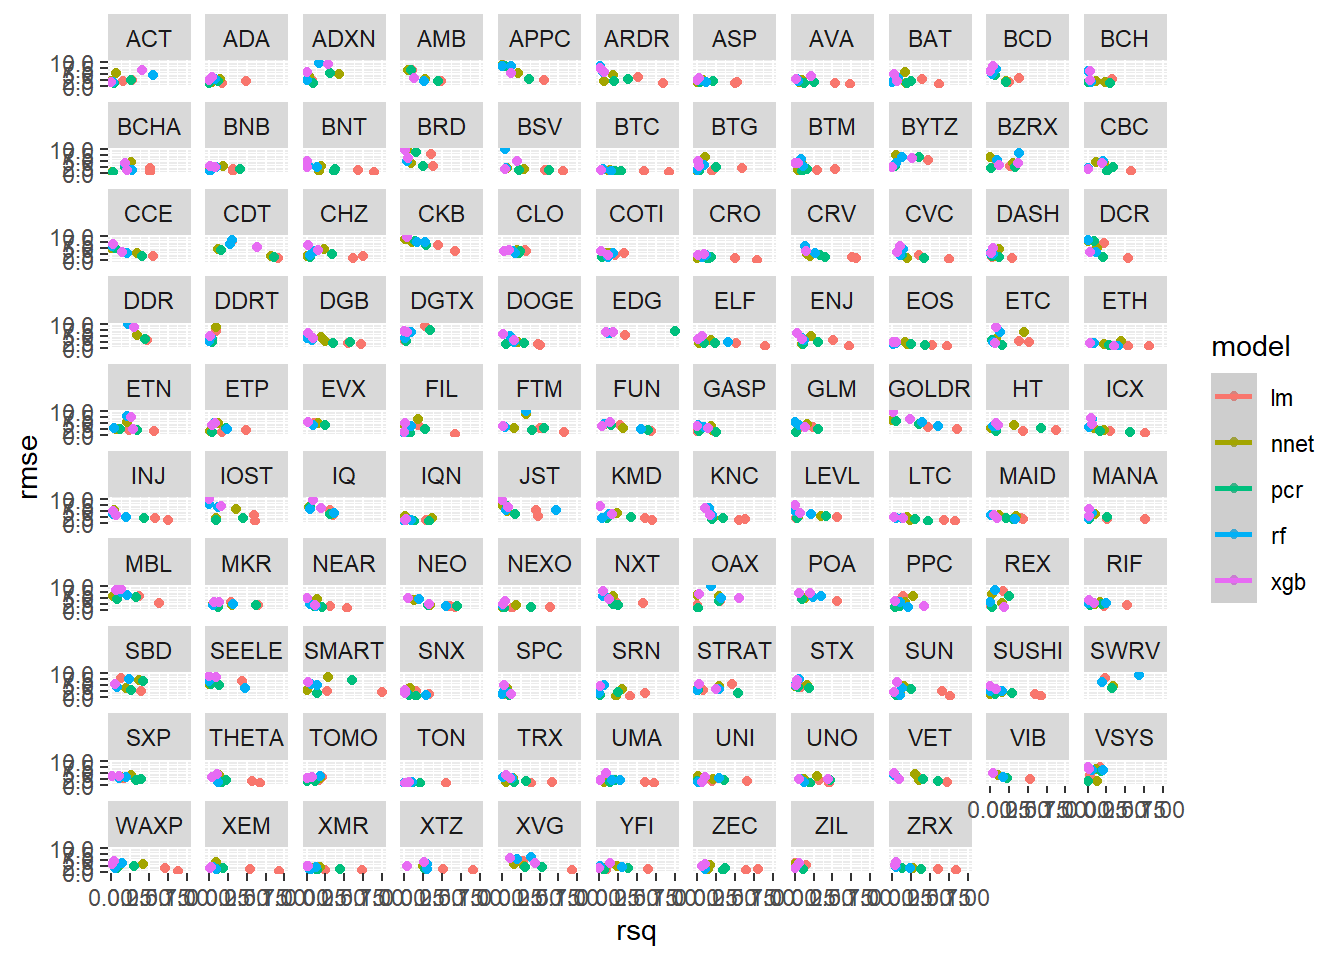 ACT ADA ADXN AMB APPC ARDR ASP AVA BAT BCD BCH
BCHA BNB BNT BRD BSV BTC BTG BTM BYTZ BZRX CBC
CCE CDT CHZ CKB CLO COTI CRO CRV CVC DASH DCR
DDR DDRT DGB DGTX DOGE EDG ELF ENJ EOS ETC ETH
ETN ETP EVX FIL FTM FUN GASP GLM GOLDR HT ICX
INJ IOST IQ IQN JST KMD KNC LEVL LTC MAID MANA
MBL MKR NEAR NEO NEXO NXT OAX POA PPC REX RIF
SBD SEELE SMART SNX SPC SRN STRAT STX SUN SUSHI SWRV
SXP THETA TOMO TON TRX UMA UNI UNO VET VIB VSYS
WAXP XEM XMR XTZ XVG YFI ZEC ZIL ZRX
rmse
rsq
model
lm
nnet
pcr
rf
xgb